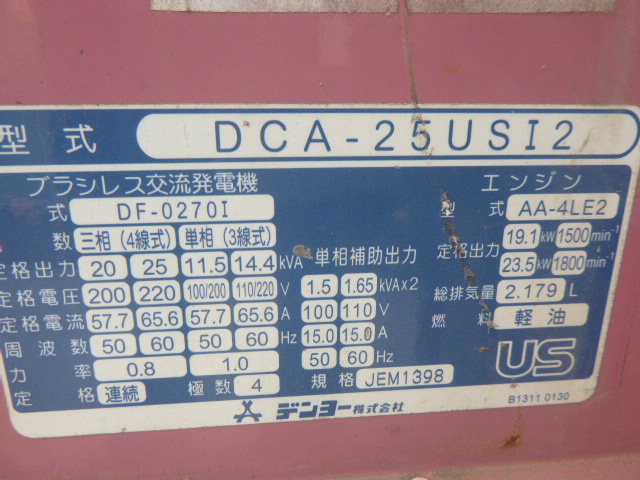 型式 DCA-25USI2
ブラシレス交流発電機
式 DF-0270I
数 三相(4線式) 単相(3線式)
定格出力 20 25 11.5 14.4 kVA
定格電圧 200 220 100/200 110/220 V
定格電流 57.7 65.6 57.7 65.6 A
周波数 50 60 50 60 Hz
力率 0.8 1.0
定格 連続 極数 4
単相補助出力
1.5 1.65 kVA×2
100 110 V
15.0 15.0 A
50 60 Hz
規格 JEM1398
エンジン
型式 AA-4LE2
定格出力 19.1 kW 1500 min⁻¹
23.5 kW 1800 min⁻¹
総排気量 2.179 L
燃料 軽油
US
デンヨー株式会社
B1311 0130